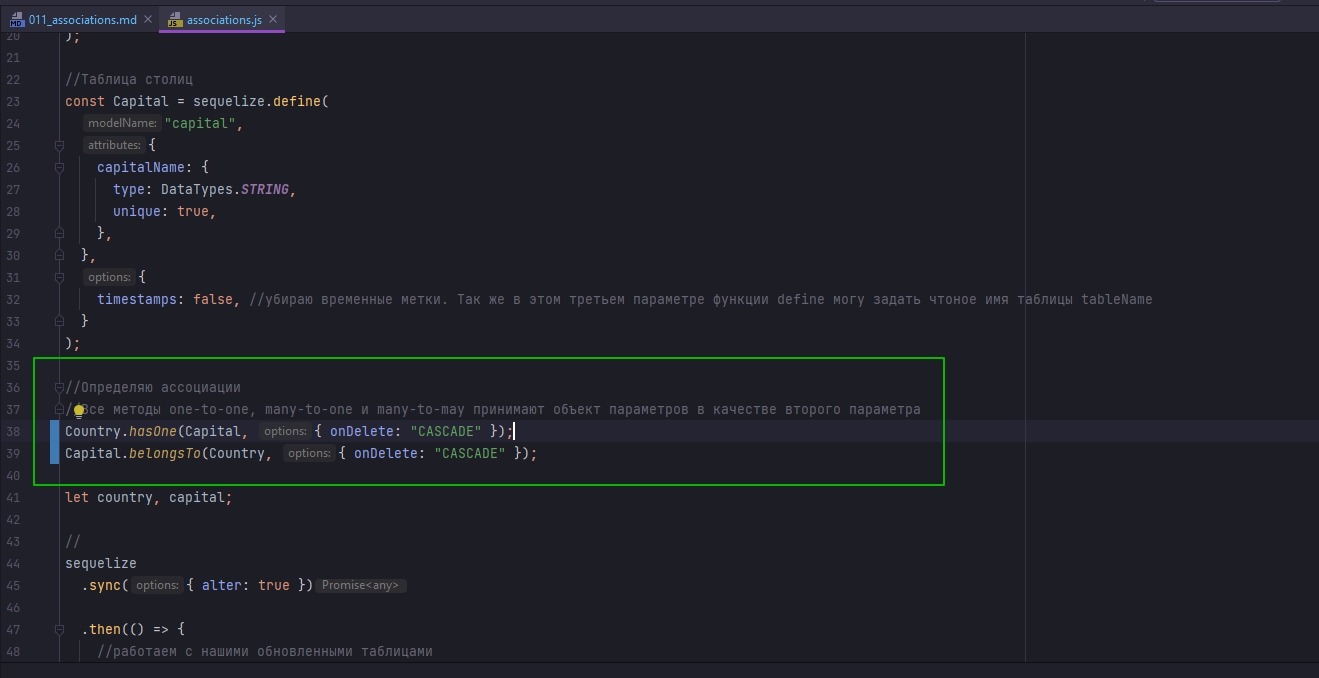 MD 011_associations.md × JS associations.js ×
20 );
21
22 //Таблица столиц
23 const Capital = sequelize.define(
24 modelName: "capital",
25 attributes: {
26 capitalName: {
27 type: DataTypes.STRING,
28 unique: true,
29 },
30 },
31 options: {
32 timestamps: false, //убираю временные метки. Так же в этом третьем параметре функции define могу задать чтоное имя таблицы tableName
33 }
34 );
35
36 //Определяю ассоциации
37 //Все методы one-to-one, many-to-one и many-to-may принимают объект параметров в качестве второго параметра
38 Country.hasOne(Capital, options: { onDelete: "CASCADE" });
39 Capital.belongsTo(Country, options: { onDelete: "CASCADE" });
40
41 let country, capital;
42
43 //
44 sequelize
45 .sync( options: { alter: true }) Promise<any>
46
47 .then(() => {
48 //работаем с нашими обновленными таблицами